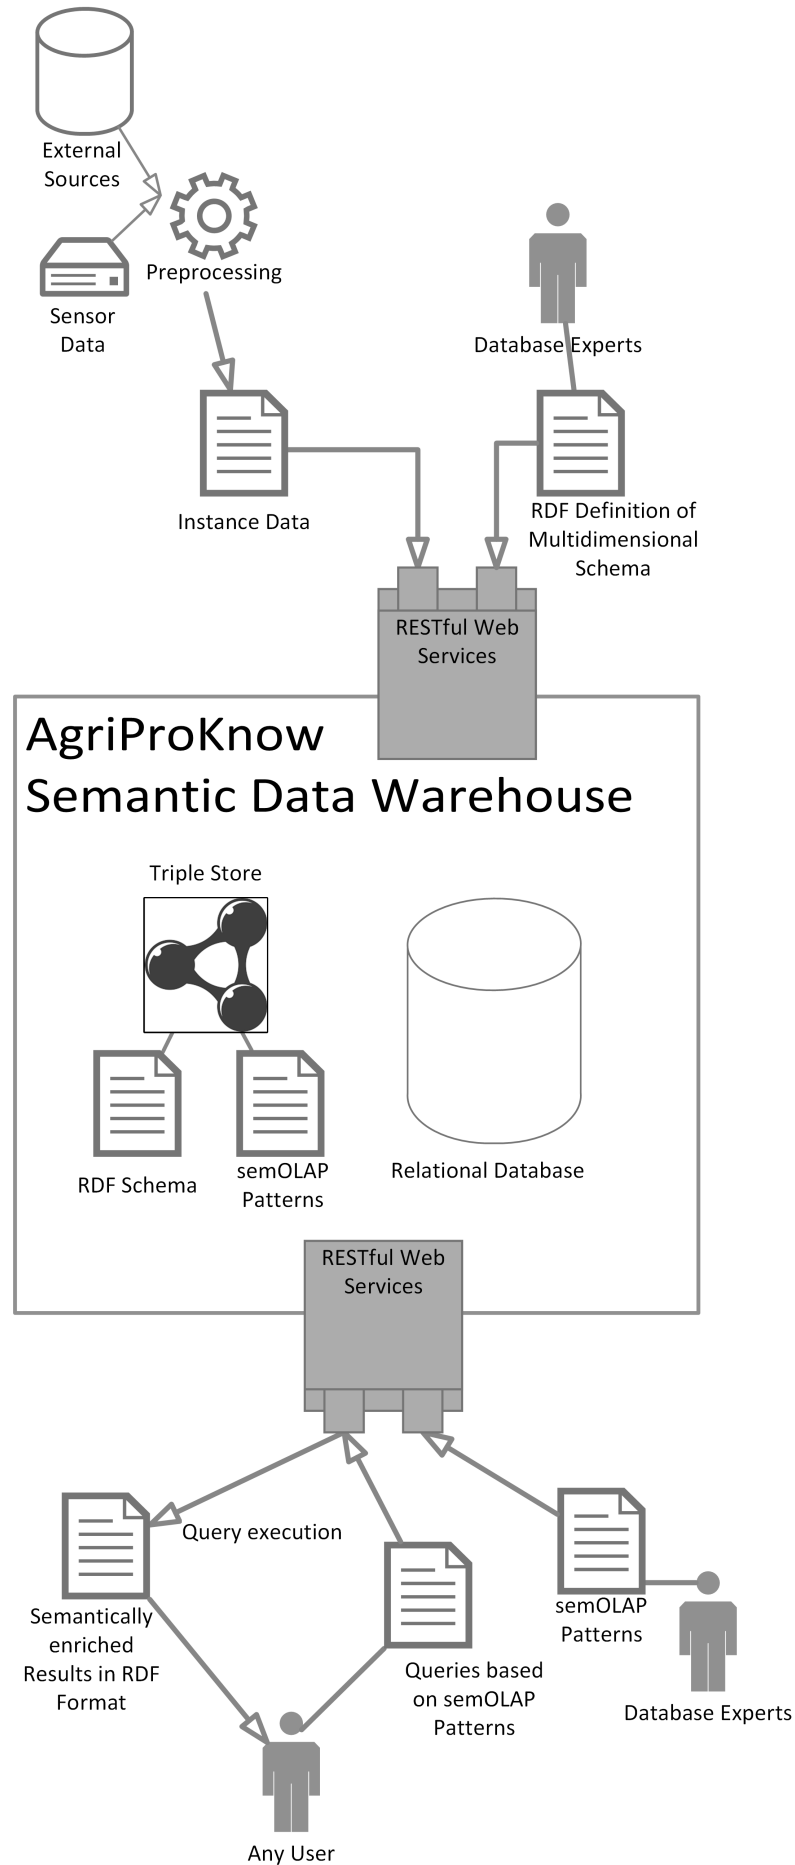 External
Sources
Preprocessing
Sensor
Data
Database Experts
Instance Data
RDF Definition of
Multidimensional
Schema
RESTful Web
Services
AgriProKnow
Semantic Data Warehouse
Triple Store
RDF Schema
semOLAP
Patterns
Relational Database
RESTful Web
Services
Query execution
Semantically
enriched
Results in RDF
Format
Queries based
on semOLAP
Patterns
semOLAP
Patterns
Database Experts
Any User